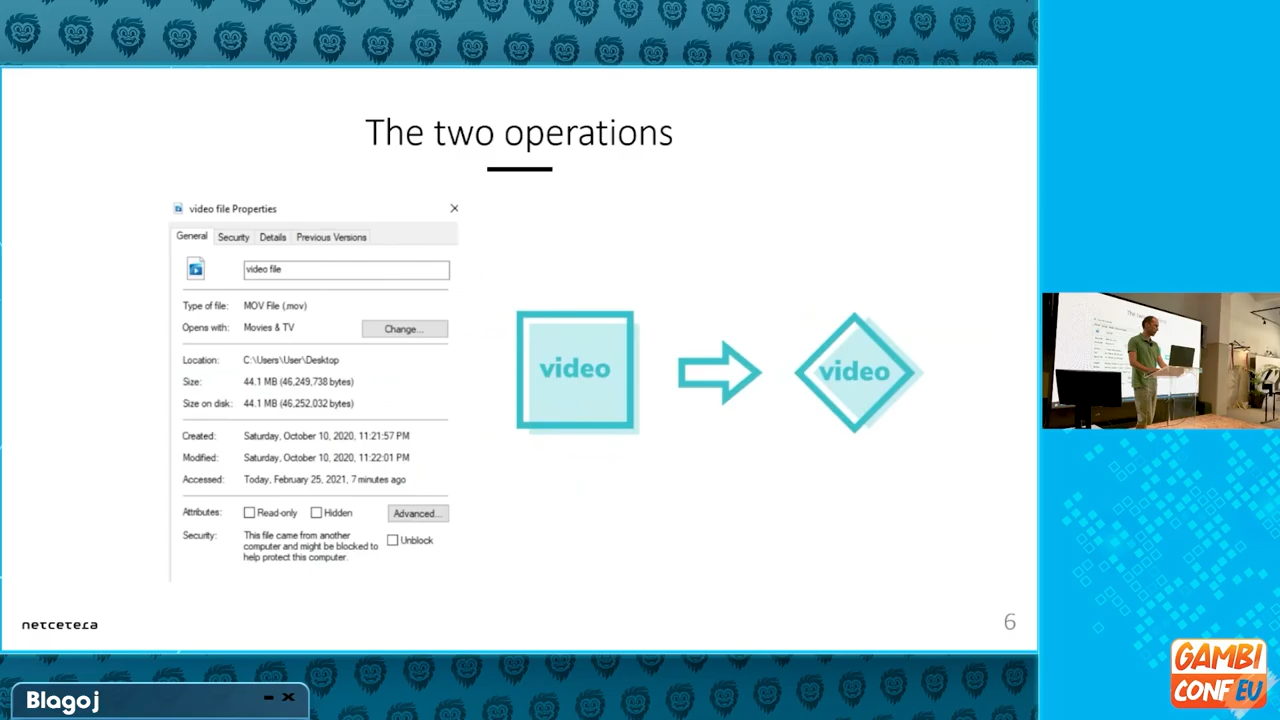 The two operations
video file Properties
General Security Details Previous Versions
video file
Type of file: MOV File (.mov)
Opens with: Movies & TV Change...
Location: C:\Users\User\Desktop
Size: 44.1 MB (46,249,738 bytes)
Size on disk: 44.1 MB (46,252,032 bytes)
Created: Saturday, October 10, 2020, 11:21:57 PM
Modified: Saturday, October 10, 2020, 11:22:01 PM
Accessed: Today, February 25, 2021, 7 minutes ago
Attributes: Read-only Hidden Advanced...
Security: This file came from another
computer and might be blocked to
help protect this computer.
Unblock
video
video
netcetera
6
Blagoj
GAMBI
CONF EU